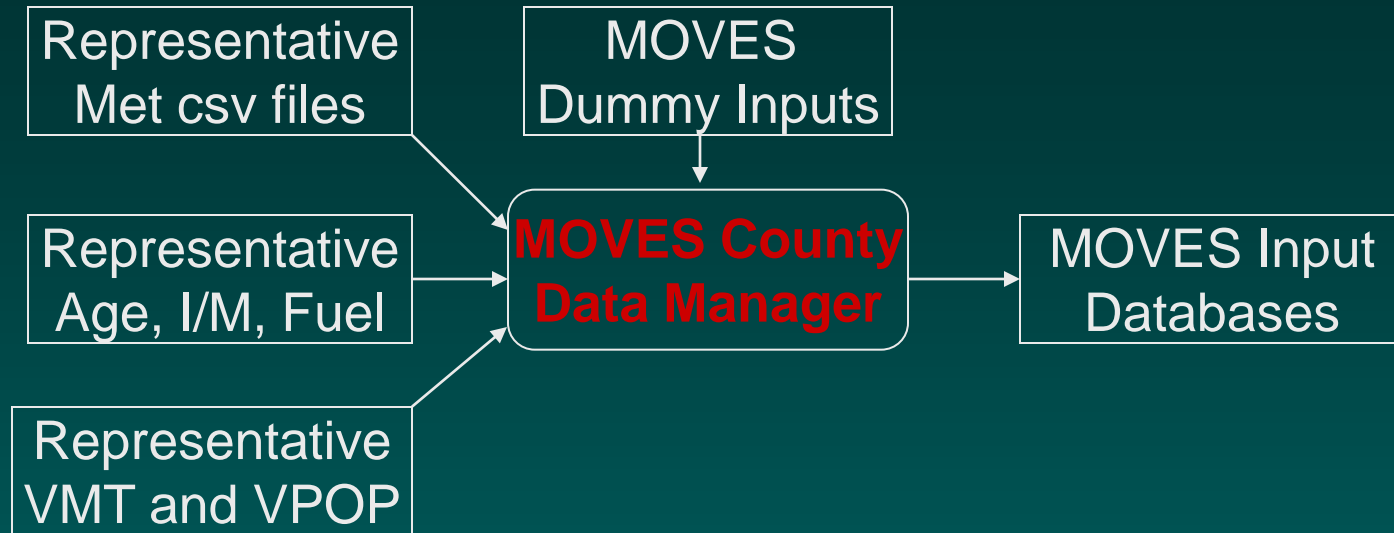 Representative
Met csv files
MOVES
Dummy Inputs
Representative
Age, I/M, Fuel
MOVES County
Data Manager
MOVES Input
Databases
Representative
VMT and VPOP